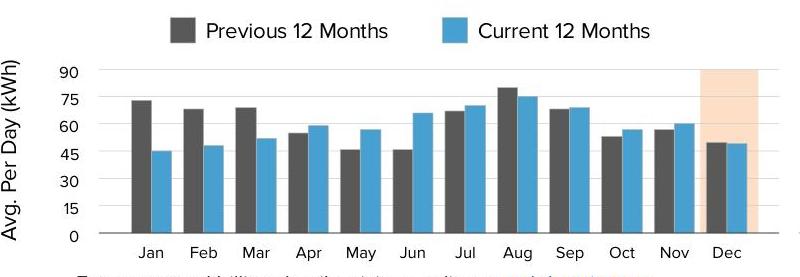 Previous 12 Months Current 12 Months
Avg. Per Day (kWh)
90
75
60
45
30
15
0
Jan Feb Mar Apr May Jun Jul Aug Sep Oct Nov Dec